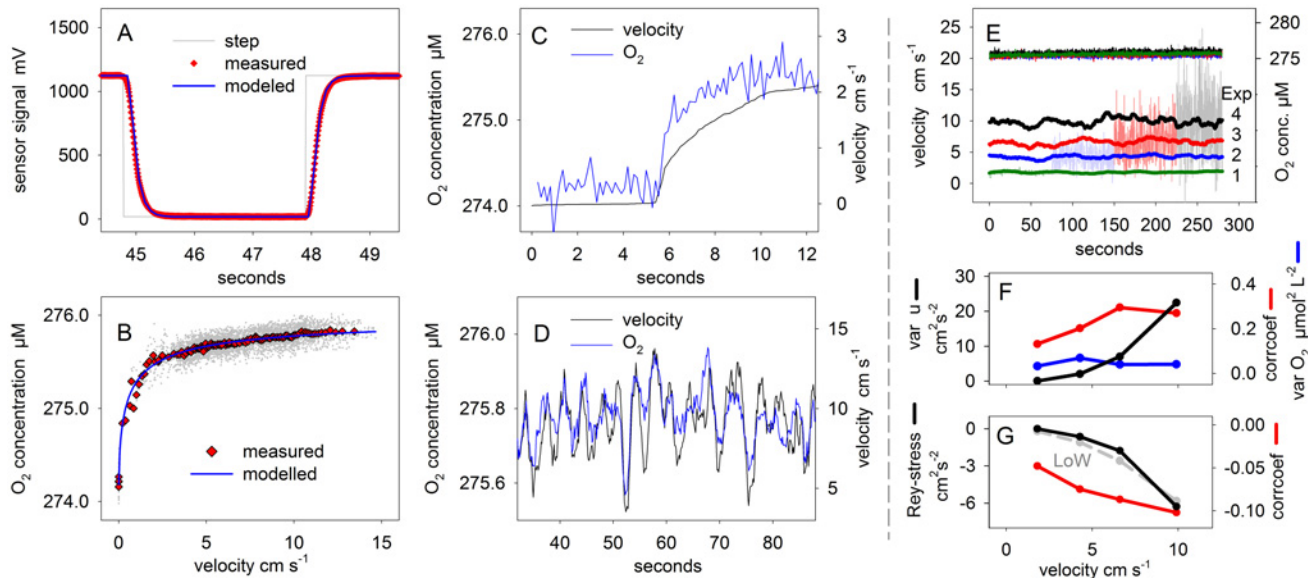 A
step
measured
modeled
sensor signal mV
1500
1000
500
0
45
46
47
48
49
seconds
B
measured
modelled
O₂ concentration µM
276.0
275.0
274.0
0
5
10
15
velocity cm s⁻¹
C
velocity
O₂
O₂ concentration µM
276.0
275.0
274.0
velocity cm s⁻¹
3
2
1
0
0
2
4
6
8
10
12
seconds
D
velocity
O₂
O₂ concentration µM
276.0
275.8
275.6
velocity cm s⁻¹
15
10
5
40
50
60
70
80
seconds
E
velocity cm s⁻¹
25
20
15
10
5
0
280
275
O₂ conc. µM
Exp
4
3
2
1
0
50
100
150
200
250
300
seconds
F
var u
cm²s⁻²
30
20
10
0
0.4
0.2
0.0
corrcoef
var O₂ µmol² L⁻²
G
Rey-stress
cm²s⁻²
0
-3
-6
LoW
0.00
-0.05
-0.10
corrcoef
0
5
10
velocity cm s⁻¹